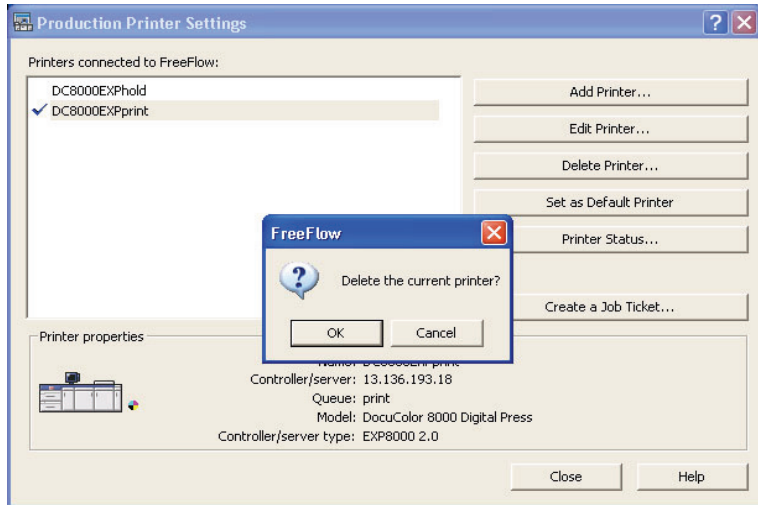 Production Printer Settings
Printers connected to FreeFlow:
DC8000EXPhold
DC8000EXPprint
Add Printer...
Edit Printer...
Delete Printer...
Set as Default Printer
Printer Status...
Create a Job Ticket...
FreeFlow
Delete the current printer?
OK
Cancel
Printer properties
Name: DC8000EXPprint
Controller/server: 13.136.193.18
Queue: print
Model: DocuColor 8000 Digital Press
Controller/server type: EXP8000 2.0
Close
Help